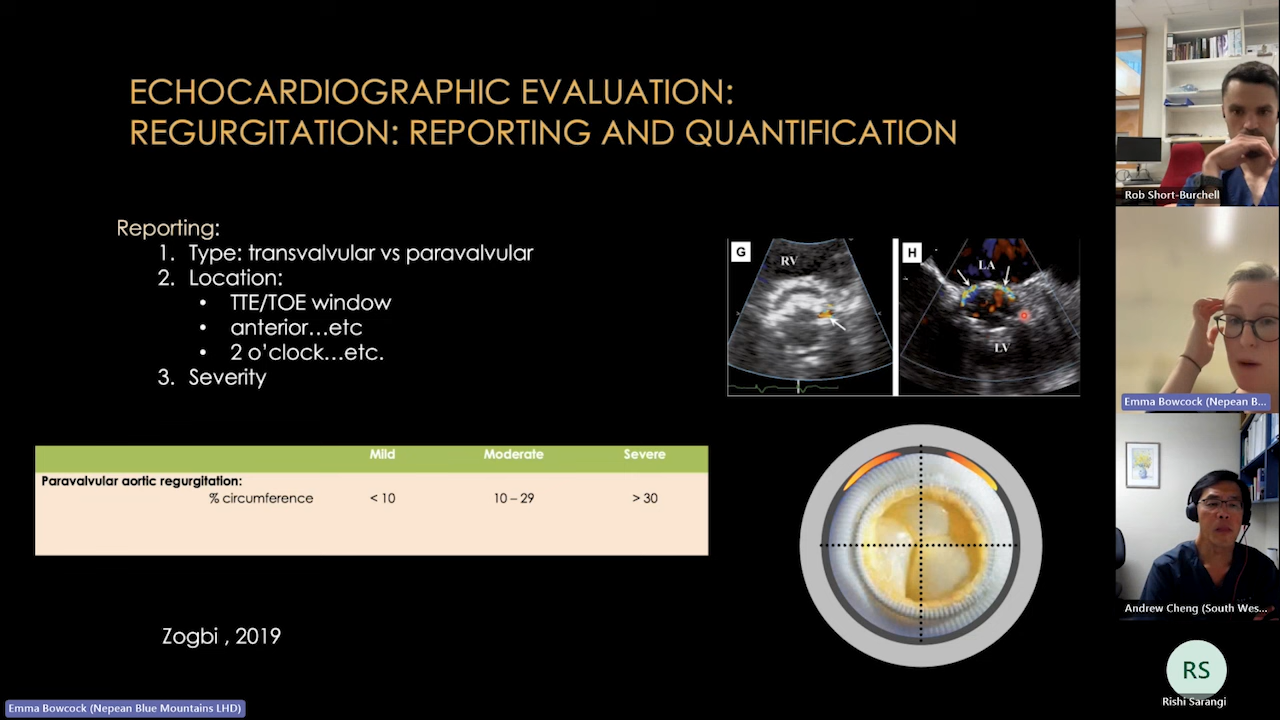 ECHOCARDIOGRAPHIC EVALUATION:
REGURGITATION: REPORTING AND QUANTIFICATION
Reporting:
1. Type: transvalvular vs paravalvular
2. Location:
• TTE/TOE window
• anterior...etc
• 2 o'clock...etc.
3. Severity
G
RV
H
LA
LV
Mild Moderate Severe
Paravalvular aortic regurgitation:
% circumference < 10 10 – 29 > 30
Zogbi , 2019
Emma Bowcock (Nepean Blue Mountains LHD)
Rob Short-Burchell
Emma Bowcock (Nepean B...
Andrew Cheng (South Wes...
RS
Rishi Sarangi